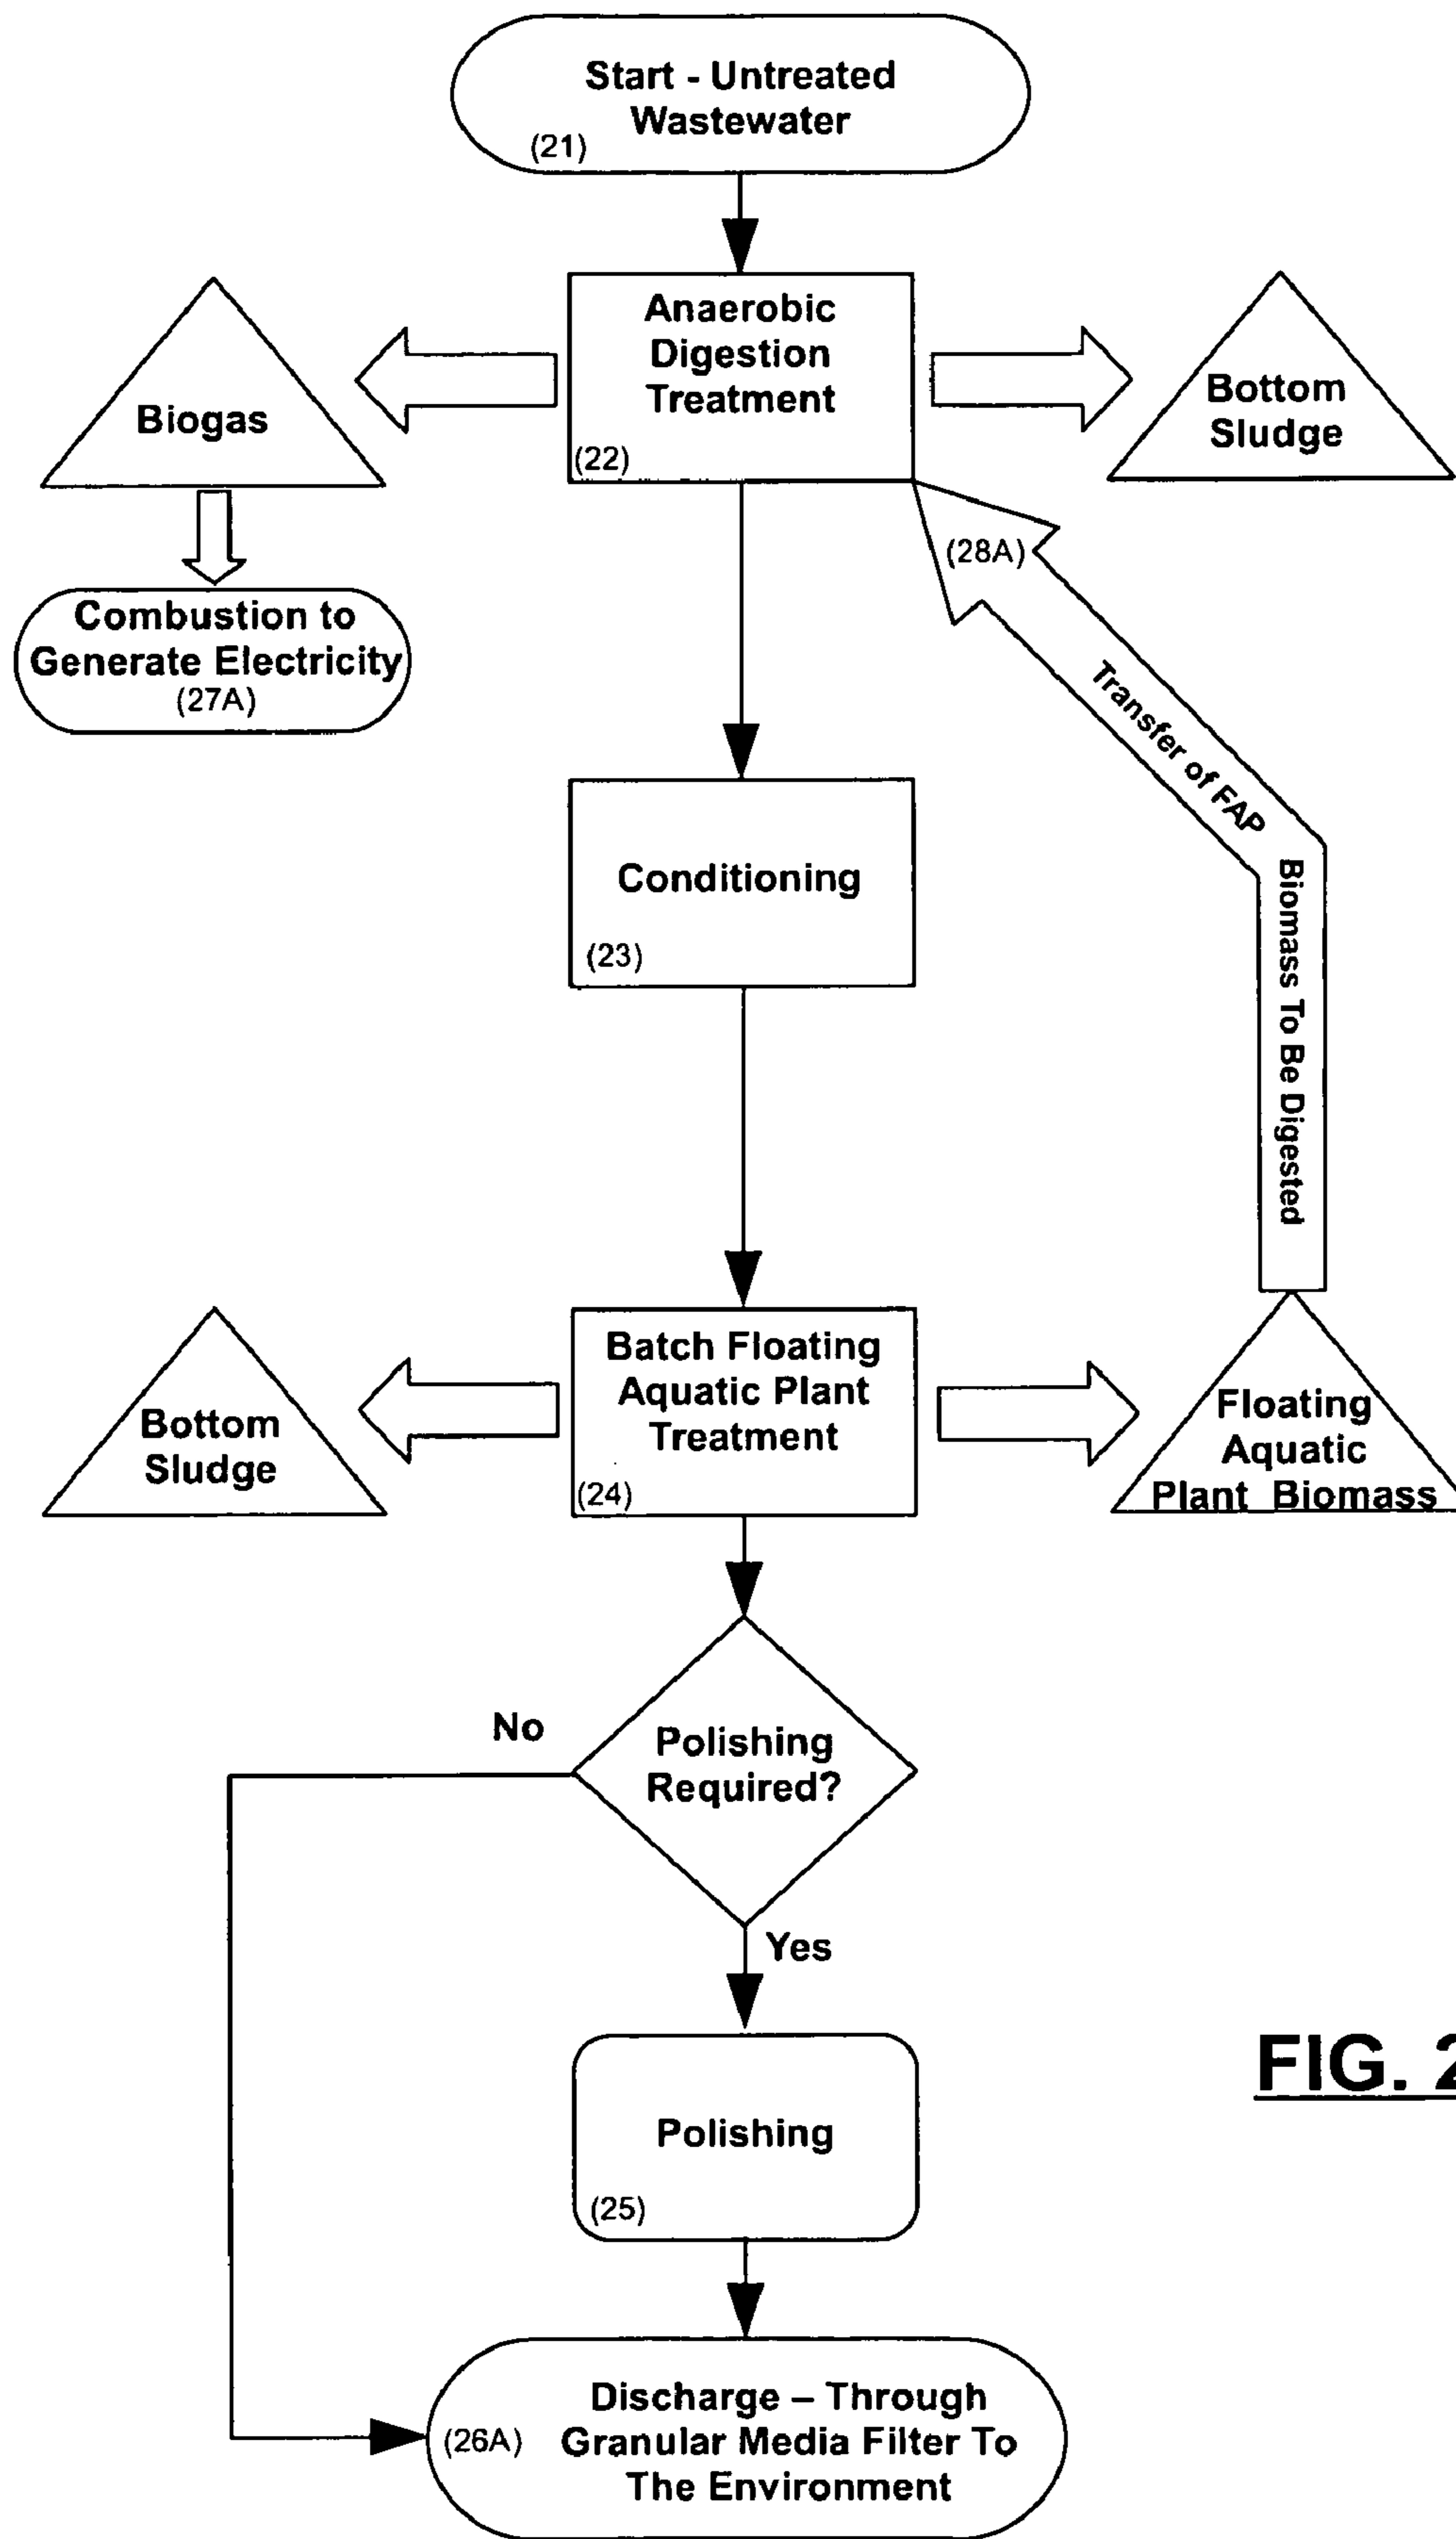 Start - Untreated
Wastewater
(21)
Anaerobic
Digestion
Treatment
(22)
Biogas
Bottom
Sludge
Combustion to
Generate Electricity
(27A)
(28A)
Transfer of FAP
Biomass To Be Digested
Conditioning
(23)
Batch Floating
Aquatic Plant
Treatment
(24)
Bottom
Sludge
Floating
Aquatic
Plant Biomass
No
Polishing
Required?
Yes
Polishing
(25)
FIG. 2
Discharge – Through
(26A) Granular Media Filter To
The Environment